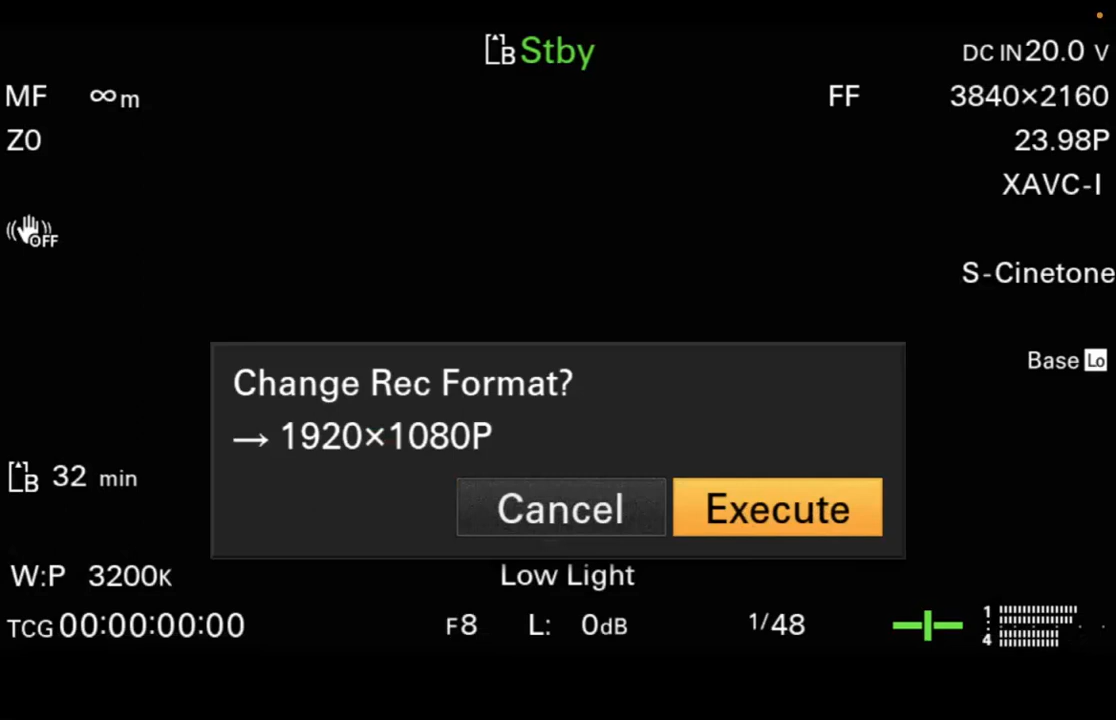 B Stby
DC IN 20.0 V
MF ∞m
FF 3840×2160
Z0
23.98P
XAVC-I
OFF
S-Cinetone
Base Lo
Change Rec Format?
→ 1920×1080P
B 32 min
Cancel Execute
W:P 3200K
Low Light
TCG 00:00:00:00
F8 L: 0dB 1/48
1
4